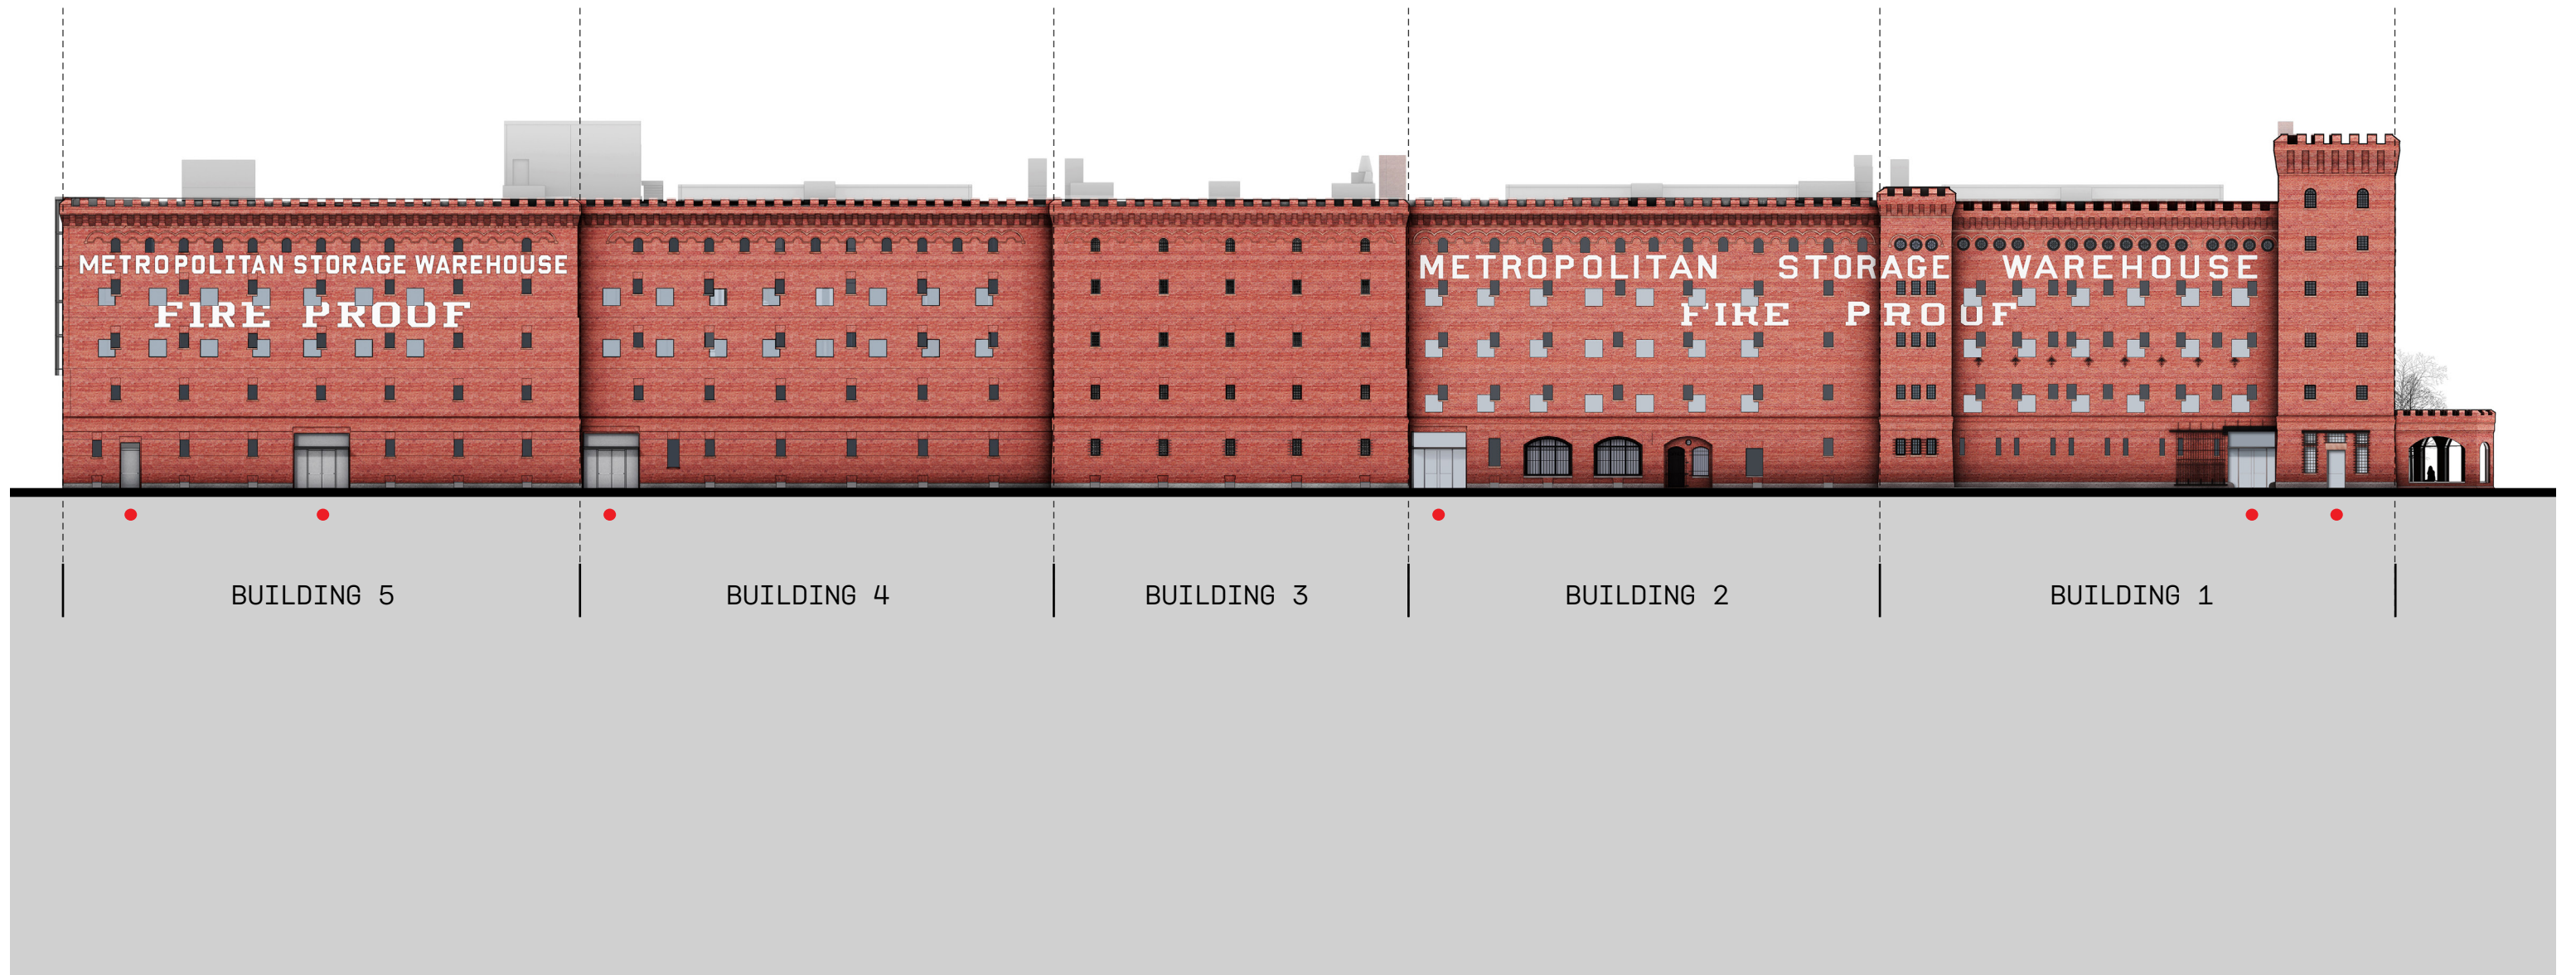 METROPOLITAN STORAGE WAREHOUSE
FIRE PROOF
METROPOLITAN STORAGE WAREHOUSE
FIRE PROOF
BUILDING 5
BUILDING 4
BUILDING 3
BUILDING 2
BUILDING 1